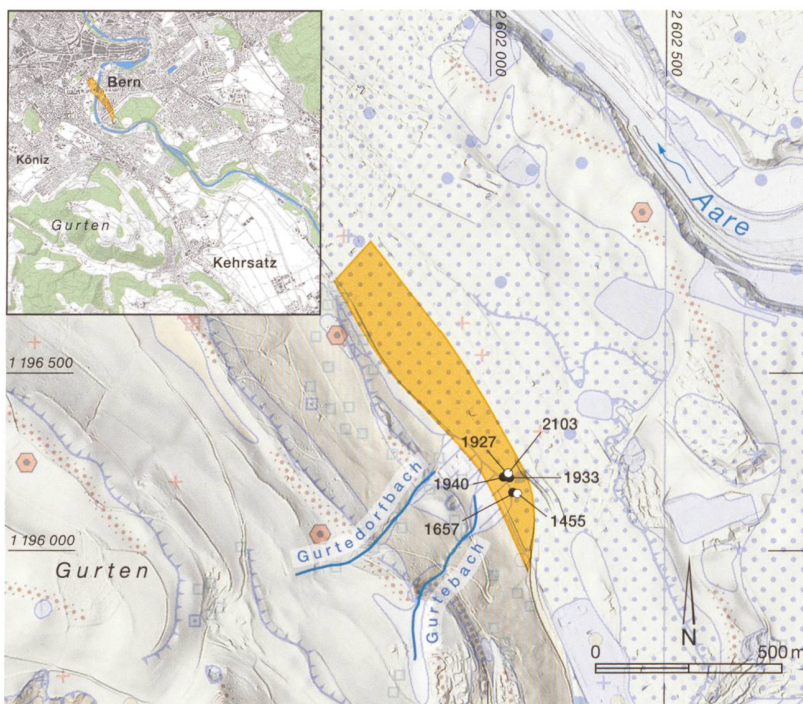 Bern
Köniz
Gurten
Kehrsatz
2 602 000
2 602 500
Aare
1 196 500
2103
1927
1940
1933
1657
1455
1 196 000
Gurtedorfbach
Gurtebach
Gurten
N
0
500 m